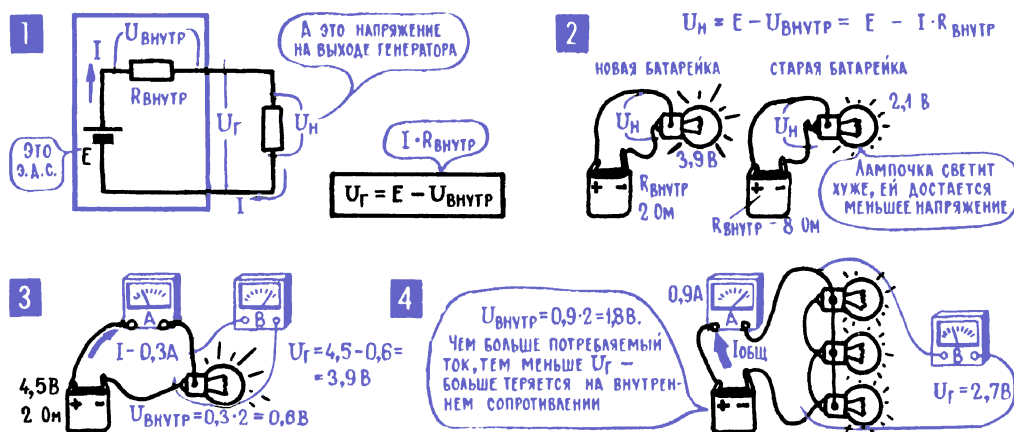 1
Uвнутр
I
Rвнутр
А это напряжение
на выходе генератора
Uг
Uн
Это
э.д.с.
E
I
I·Rвнутр
Uг = E − Uвнутр
2
Uн = E − Uвнутр = E − I·Rвнутр
новая батарейка
старая батарейка
Uн
3,9 В
+ −
Rвнутр
2 Ом
Uн
2,1 В
+ −
Rвнутр - 8 Ом
Лампочка светит
хуже, ей достается
меньшее напряжение
3
A
В
I - 0,3А
4,5В
2 Ом
+ −
Uг = 4,5 − 0,6 =
= 3,9 В
Uвнутр = 0,3·2 = 0,6В
4
Uвнутр = 0,9·2 = 1,8В.
Чем больше потребляемый
ток, тем меньше Uг −
больше теряется на внутрен-
нем сопротивлении
0,9А
A
Iобщ
+ −
В
Uг = 2,7В